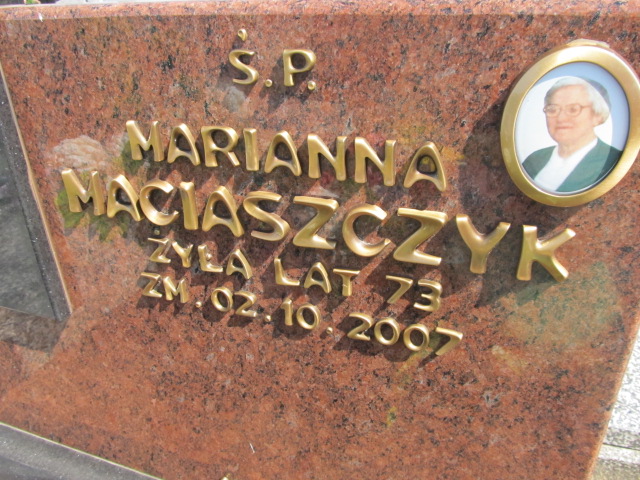 Ś.P.
MARIANNA
MACIASZCZYK
ŻYŁA LAT 73
ZM. 02.10.2007